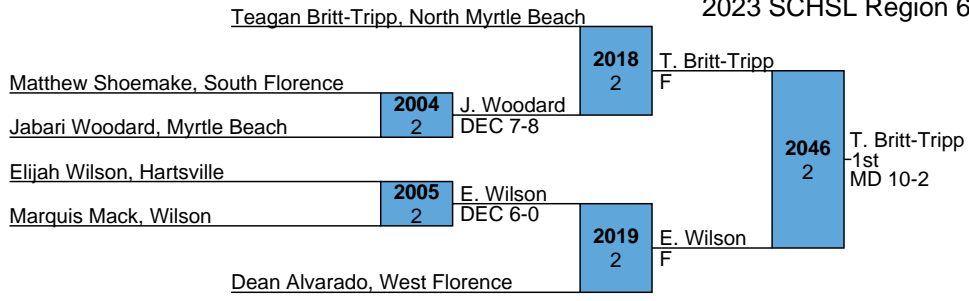 2023 SCHSL Region 6
Teagan Britt-Tripp, North Myrtle Beach
2018
2
T. Britt-Tripp
F
Matthew Shoemake, South Florence
2004
2
J. Woodard
DEC 7-8
Jabari Woodard, Myrtle Beach
2046
2
T. Britt-Tripp
1st
MD 10-2
Elijah Wilson, Hartsville
2005
2
E. Wilson
DEC 6-0
Marquis Mack, Wilson
2019
2
E. Wilson
F
Dean Alvarado, West Florence